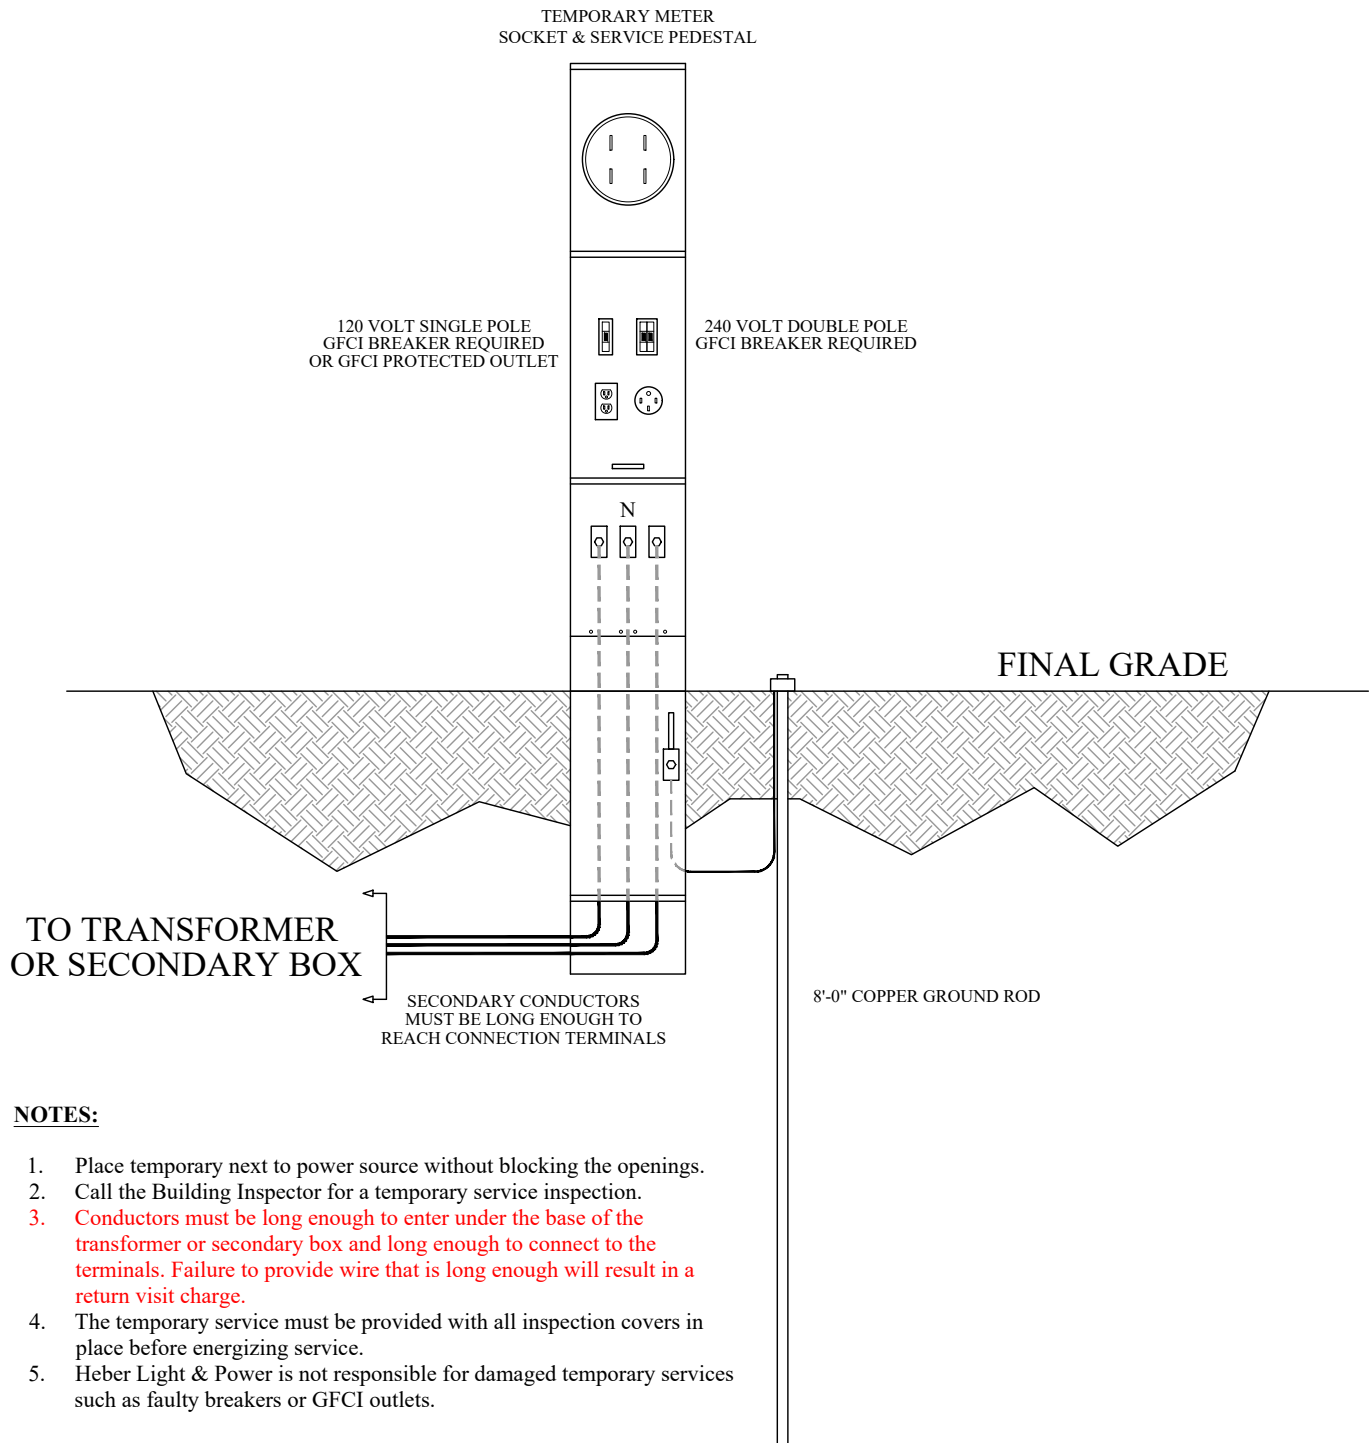 TEMPORARY METER
SOCKET & SERVICE PEDESTAL
120 VOLT SINGLE POLE
GFCI BREAKER REQUIRED
OR GFCI PROTECTED OUTLET
240 VOLT DOUBLE POLE
GFCI BREAKER REQUIRED
N
FINAL GRADE
TO TRANSFORMER
OR SECONDARY BOX
SECONDARY CONDUCTORS
MUST BE LONG ENOUGH TO
REACH CONNECTION TERMINALS
8'-0" COPPER GROUND ROD
NOTES:
1. Place temporary next to power source without blocking the openings.
2. Call the Building Inspector for a temporary service inspection.
3. Conductors must be long enough to enter under the base of the
transformer or secondary box and long enough to connect to the
terminals. Failure to provide wire that is long enough will result in a
return visit charge.
4. The temporary service must be provided with all inspection covers in
place before energizing service.
5. Heber Light & Power is not responsible for damaged temporary services
such as faulty breakers or GFCI outlets.